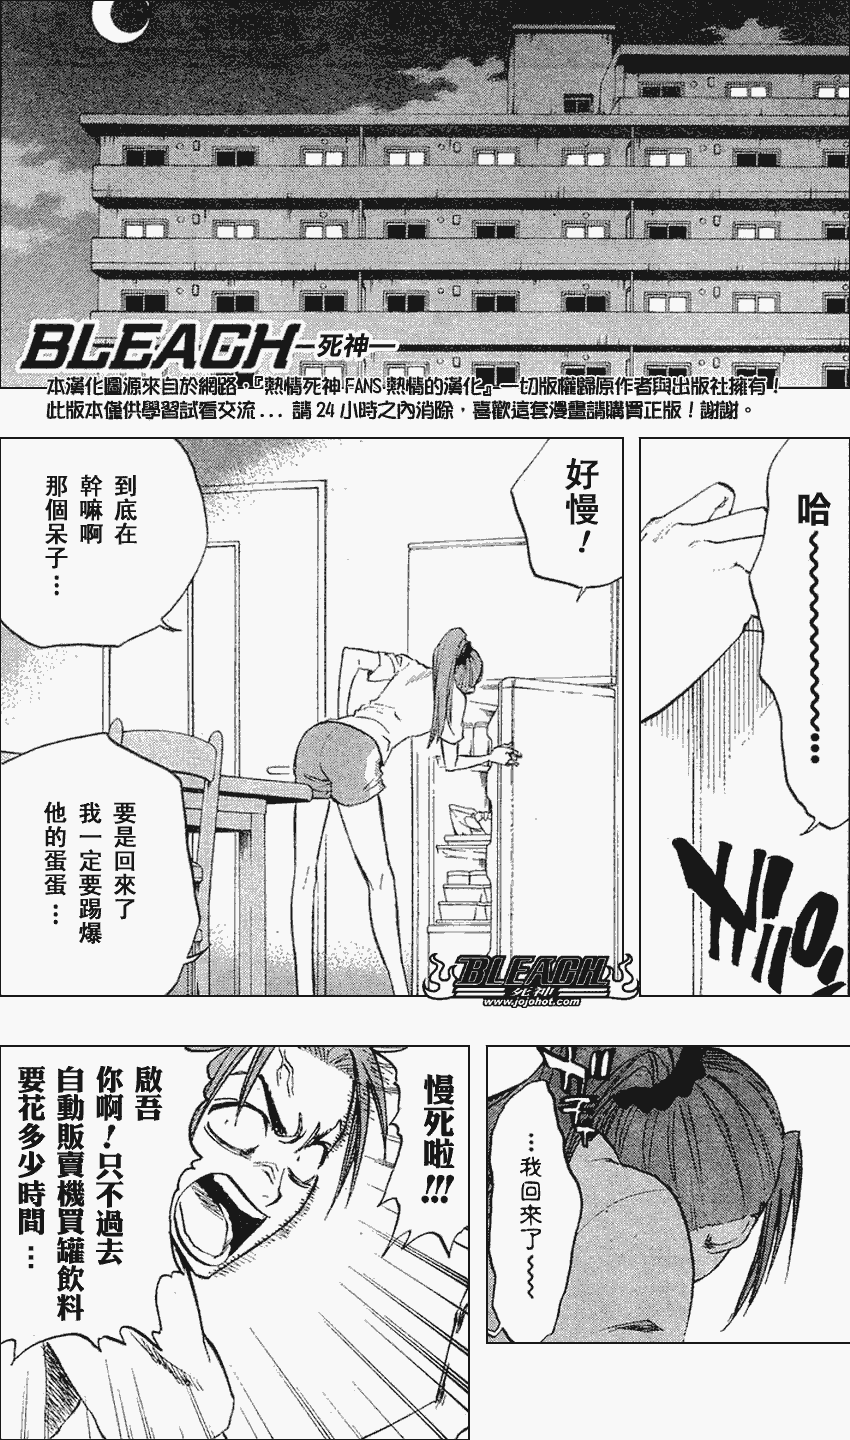 BLEACH
—死神—
本漢化圖源來自於網路，『熱情死神 FANS 熱情的漢化』一切版權歸原作者與出版社擁有！
此版本僅供學習試看交流... 請 24 小時之內消除，喜歡這套漫畫請購買正版！謝謝。
哈～～～～～～…
好慢！
到底在
幹嘛啊
那個呆子…
要是回來了
我一定要踢爆
他的蛋蛋…
BLEACH
死神
www.jojohot.com
…我回來了～～～
慢死啦!!!
啟吾
你啊！只不過去
自動販賣機買罐飲料
要花多少時間…